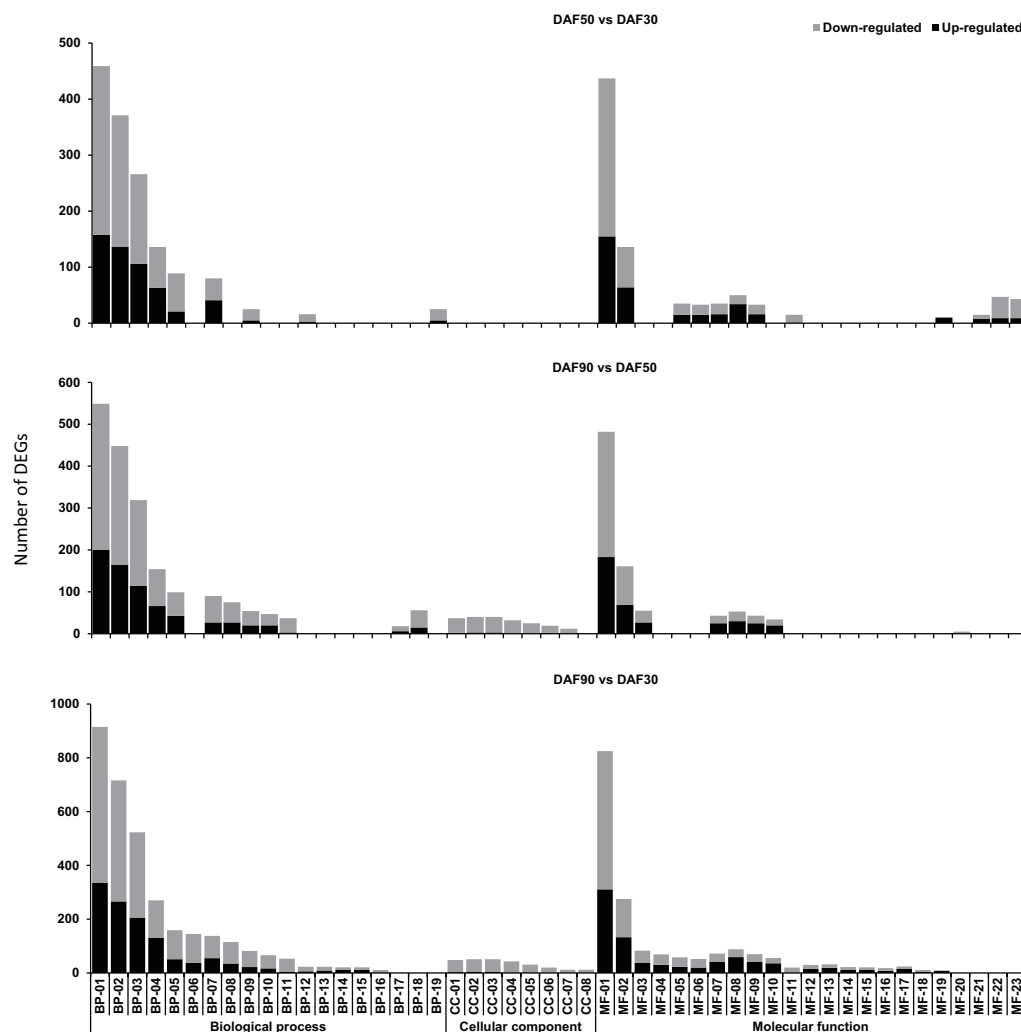 DAF50 vs DAF30
Down-regulated Up-regulated
500
400
300
200
100
0
DAF90 vs DAF50
600
500
400
300
200
100
0
Number of DEGs
DAF90 vs DAF30
1000
800
600
400
200
0
BP-01 BP-02 BP-03 BP-04 BP-05 BP-06 BP-07 BP-08 BP-09 BP-10 BP-11 BP-12 BP-13 BP-14 BP-15 BP-16 BP-17 BP-18 BP-19 CC-01 CC-02 CC-03 CC-04 CC-05 CC-06 CC-07 CC-08 MF-01 MF-02 MF-03 MF-04 MF-05 MF-06 MF-07 MF-08 MF-09 MF-10 MF-11 MF-12 MF-13 MF-14 MF-15 MF-16 MF-17 MF-18 MF-19 MF-20 MF-21 MF-22 MF-23
Biological process Cellular component Molecular function